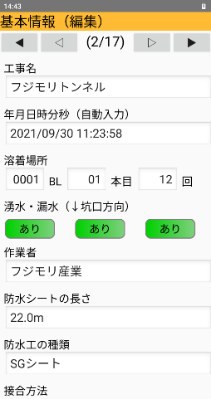 14:43
基本情報（編集）
◀ ◁ (2/17) ▷ ▶
工事名
フジモリトンネル
年月日時分秒（自動入力）
2021/09/30 11:23:58
溶着場所
0001 BL 01 本目 12 回
湧水・漏水（↓坑口方向）
あり あり あり
作業者
フジモリ産業
防水シートの長さ
22.0m
防水工の種類
SGシート
接合方法